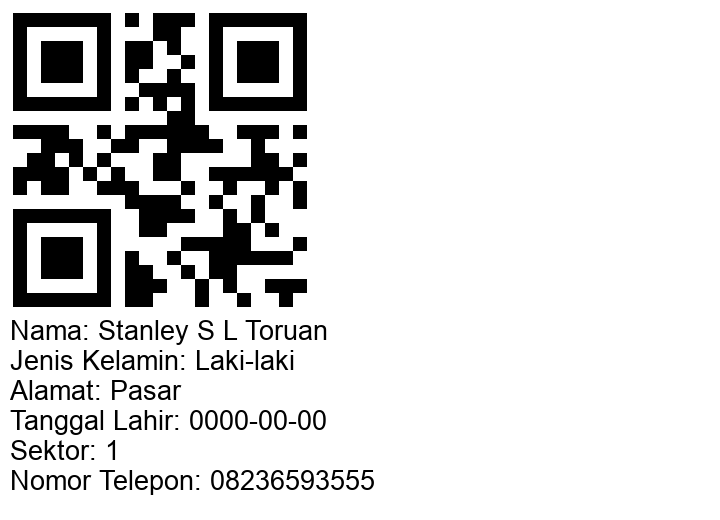 Nama: Stanley S L Toruan
Jenis Kelamin: Laki-laki
Alamat: Pasar
Tanggal Lahir: 0000-00-00
Sektor: 1
Nomor Telepon: 08236593555